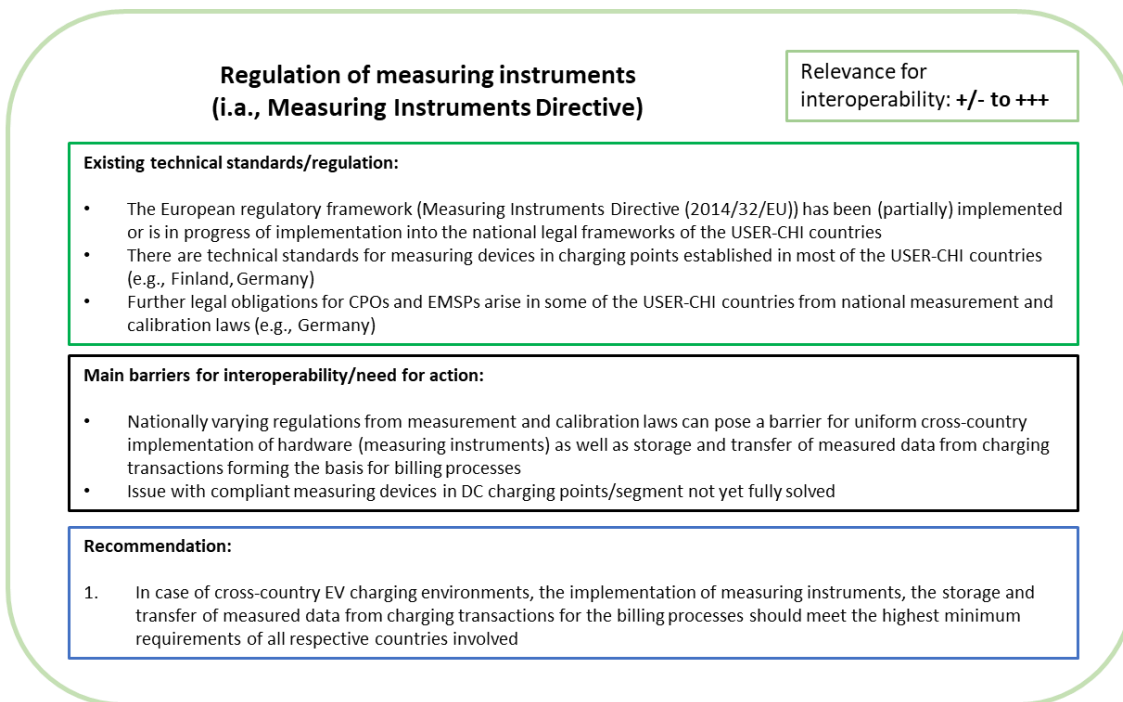 Regulation of measuring instruments
(i.a., Measuring Instruments Directive)
Relevance for
interoperability: +/- to +++
Existing technical standards/regulation:
• The European regulatory framework (Measuring Instruments Directive (2014/32/EU)) has been (partially) implemented
or is in progress of implementation into the national legal frameworks of the USER-CHI countries
• There are technical standards for measuring devices in charging points established in most of the USER-CHI countries
(e.g., Finland, Germany)
• Further legal obligations for CPOs and EMSPs arise in some of the USER-CHI countries from national measurement and
calibration laws (e.g., Germany)
Main barriers for interoperability/need for action:
• Nationally varying regulations from measurement and calibration laws can pose a barrier for uniform cross-country
implementation of hardware (measuring instruments) as well as storage and transfer of measured data from charging
transactions forming the basis for billing processes
• Issue with compliant measuring devices in DC charging points/segment not yet fully solved
Recommendation:
1. In case of cross-country EV charging environments, the implementation of measuring instruments, the storage and
transfer of measured data from charging transactions for the billing processes should meet the highest minimum
requirements of all respective countries involved